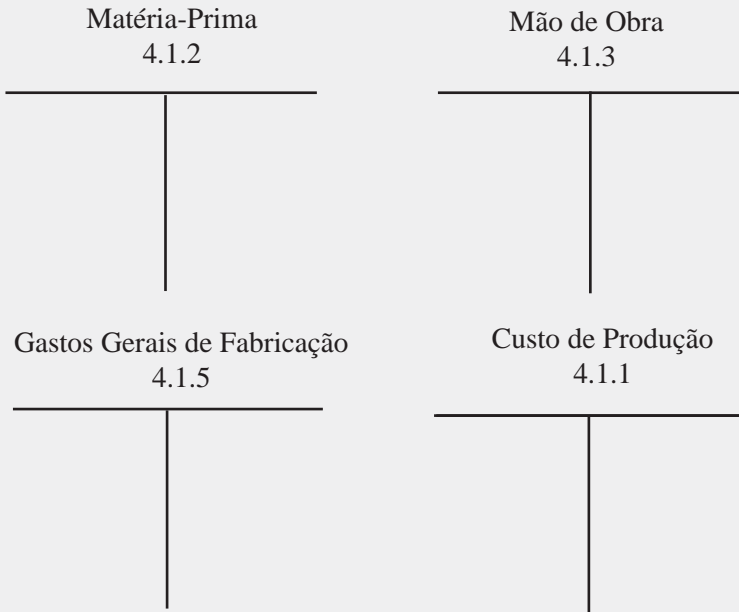 Matéria-Prima
4.1.2
Mão de Obra
4.1.3
Gastos Gerais de Fabricação
4.1.5
Custo de Produção
4.1.1